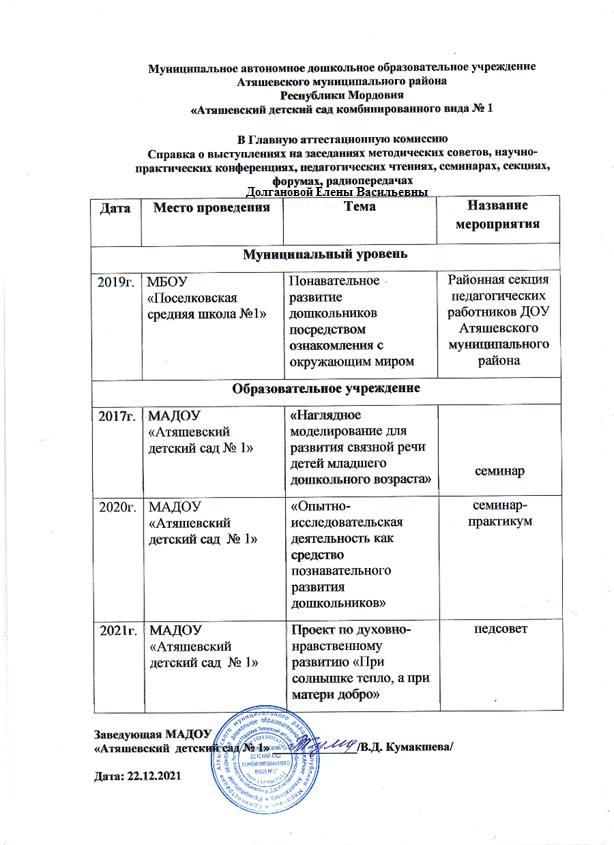 Муниципальное автономное дошкольное образовательное учреждение
Атяшевского муниципального района
Республики Мордовия
«Атяшевский детский сад комбинированного вида № 1
В Главную аттестационную комиссию
Справка о выступлениях на заседаниях методических советов, научно-
практических конференциях, педагогических чтениях, семинарах, секциях,
форумах, радиопередачах
Долгановой Елены Васильевны
Дата Место проведения Тема Название
мероприятия
Муниципальный уровень
2019г. МБОУ
«Поселковская
средняя школа №1»
Понавательное
развитие
дошкольников
посредством
ознакомления с
окружающим миром
Районная секция
педагогических
работников ДОУ
Атяшевского
муниципального
района
Образовательное учреждение
2017г. МАДОУ
«Атяшевский
детский сад № 1»
«Наглядное
моделирование для
развития связной речи
детей младшего
дошкольного возраста»
семинар
2020г. МАДОУ
«Атяшевский
детский сад № 1»
«Опытно-
исследовательская
деятельность как
средство
познавательного
развития
дошкольников»
семинар-
практикум
2021г. МАДОУ
«Атяшевский
детский сад № 1»
Проект по духовно-
нравственному
развитию «При
солнышке тепло, а при
матери добро»
педсовет
Заведующая МАДОУ
«Атяшевский детский сад № 1» /В.Д. Кумакшева/
Дата: 22.12.2021
ДЕТСКИЙ САД
КОМБИНИРОВАННОГО
ВИДА № 1"